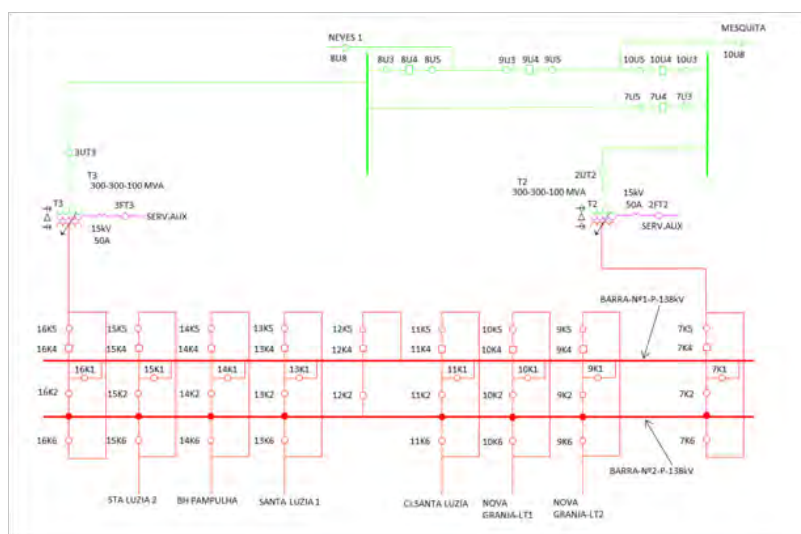 MESQUITA
NEVES 1
8U8
8U3 8U4 8U5 9U3 9U4 9U5 10U5 10U4 10U3
10U8
7U5 7U4 7U3
3UT3
T3
300-300-100 MVA
T3
3FT3
SERV.AUX
15kV
50A
2UT2
T2
300-300-100 MVA
15kV
50A
T2
2FT2
SERV.AUX
BARRA-Nº1-P-138kV
16K5 15K5 14K5 13K5 12K5 11K5 10K5 9K5 7K5
16K4 15K4 14K4 13K4 12K4 11K4 10K4 9K4 7K4
16K1 15K1 14K1 13K1 11K1 10K1 9K1 7K1
16K2 15K2 14K2 13K2 12K2 11K2 10K2 9K2 7K2
16K6 15K6 14K6 13K6 11K6 10K6 9K6 7K6
BARRA-Nº2-P-138kV
STA LUZIA 2 BH PAMPULHA SANTA LUZIA 1 CI.SANTA LUZIA NOVA NOVA
GRANJA-LT1 GRANJA-LT2